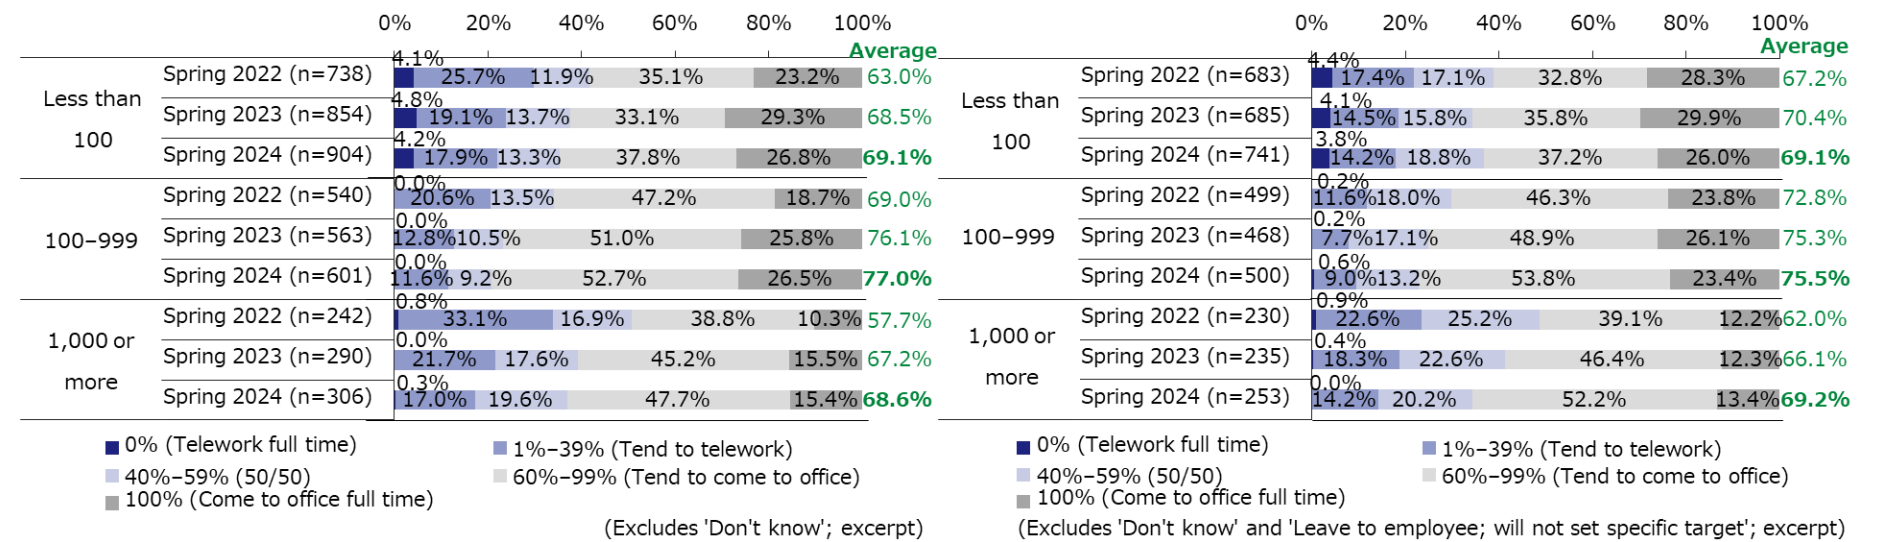 0% 20% 40% 60% 80% 100%
Average
Less than
100
Spring 2022 (n=738) 4.1% 25.7% 11.9% 35.1% 23.2% 63.0%
Spring 2023 (n=854) 4.8% 19.1% 13.7% 33.1% 29.3% 68.5%
Spring 2024 (n=904) 4.2% 17.9% 13.3% 37.8% 26.8% 69.1%
100–999
Spring 2022 (n=540) 0.0% 20.6% 13.5% 47.2% 18.7% 69.0%
Spring 2023 (n=563) 0.0% 12.8% 10.5% 51.0% 25.8% 76.1%
Spring 2024 (n=601) 0.0% 11.6% 9.2% 52.7% 26.5% 77.0%
1,000 or
more
Spring 2022 (n=242) 0.8% 33.1% 16.9% 38.8% 10.3% 57.7%
Spring 2023 (n=290) 0.0% 21.7% 17.6% 45.2% 15.5% 67.2%
Spring 2024 (n=306) 0.3% 17.0% 19.6% 47.7% 15.4% 68.6%
0% (Telework full time)
1%–39% (Tend to telework)
40%–59% (50/50)
60%–99% (Tend to come to office)
100% (Come to office full time)
(Excludes 'Don't know'; excerpt)
0% 20% 40% 60% 80% 100%
Average
Less than
100
Spring 2022 (n=683) 4.4% 17.4% 17.1% 32.8% 28.3% 67.2%
Spring 2023 (n=685) 4.1% 14.5% 15.8% 35.8% 29.9% 70.4%
Spring 2024 (n=741) 3.8% 14.2% 18.8% 37.2% 26.0% 69.1%
100–999
Spring 2022 (n=499) 0.2% 11.6% 18.0% 46.3% 23.8% 72.8%
Spring 2023 (n=468) 0.2% 7.7% 17.1% 48.9% 26.1% 75.3%
Spring 2024 (n=500) 0.6% 9.0% 13.2% 53.8% 23.4% 75.5%
1,000 or
more
Spring 2022 (n=230) 0.9% 22.6% 25.2% 39.1% 12.2% 62.0%
Spring 2023 (n=235) 0.4% 18.3% 22.6% 46.4% 12.3% 66.1%
Spring 2024 (n=253) 0.0% 14.2% 20.2% 52.2% 13.4% 69.2%
0% (Telework full time)
1%–39% (Tend to telework)
40%–59% (50/50)
60%–99% (Tend to come to office)
100% (Come to office full time)
(Excludes 'Don't know' and 'Leave to employee; will not set specific target'; excerpt)